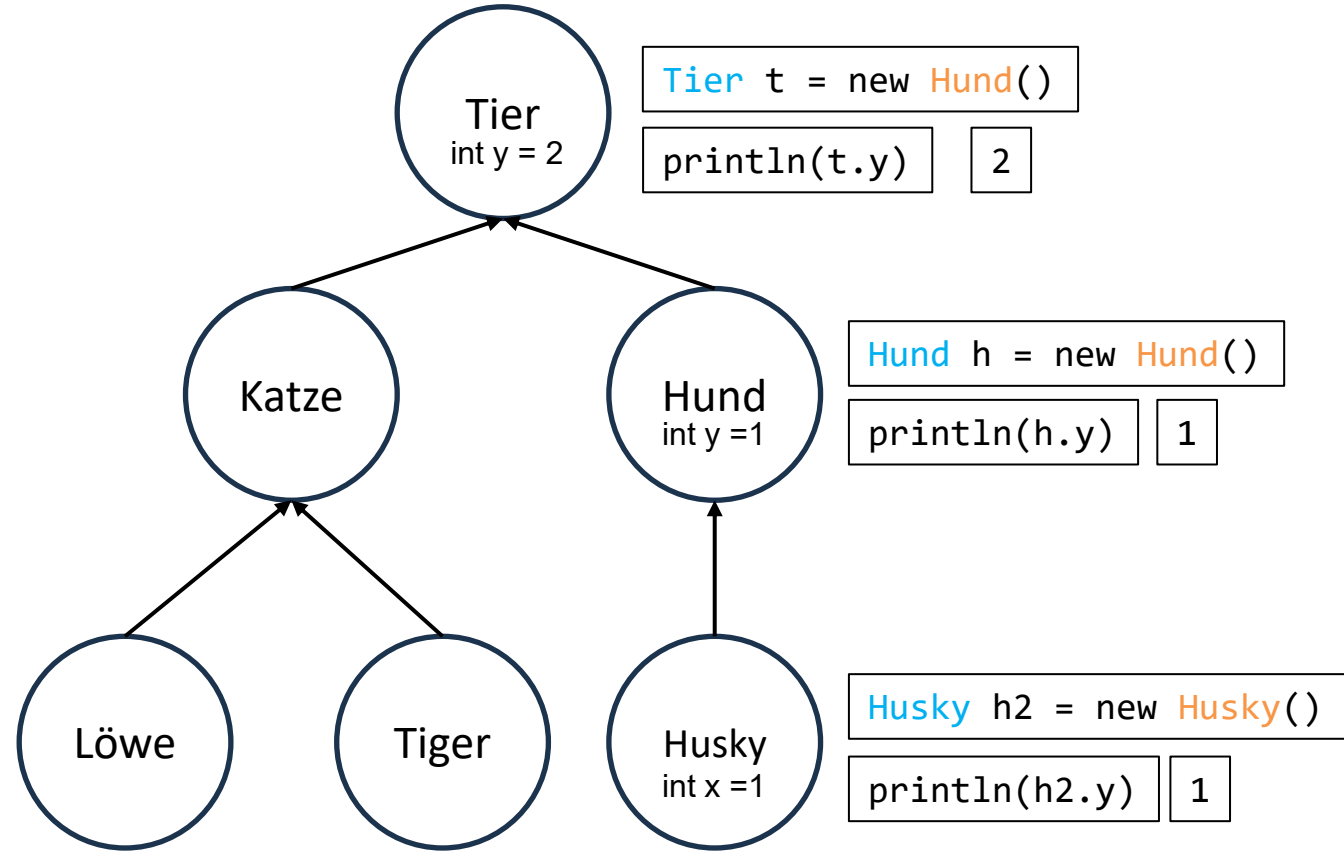 Tier
int y = 2
Tier t = new Hund()
println(t.y)
2
Katze
Hund
int y =1
Hund h = new Hund()
println(h.y)
1
Löwe
Tiger
Husky
int x =1
Husky h2 = new Husky()
println(h2.y)
1